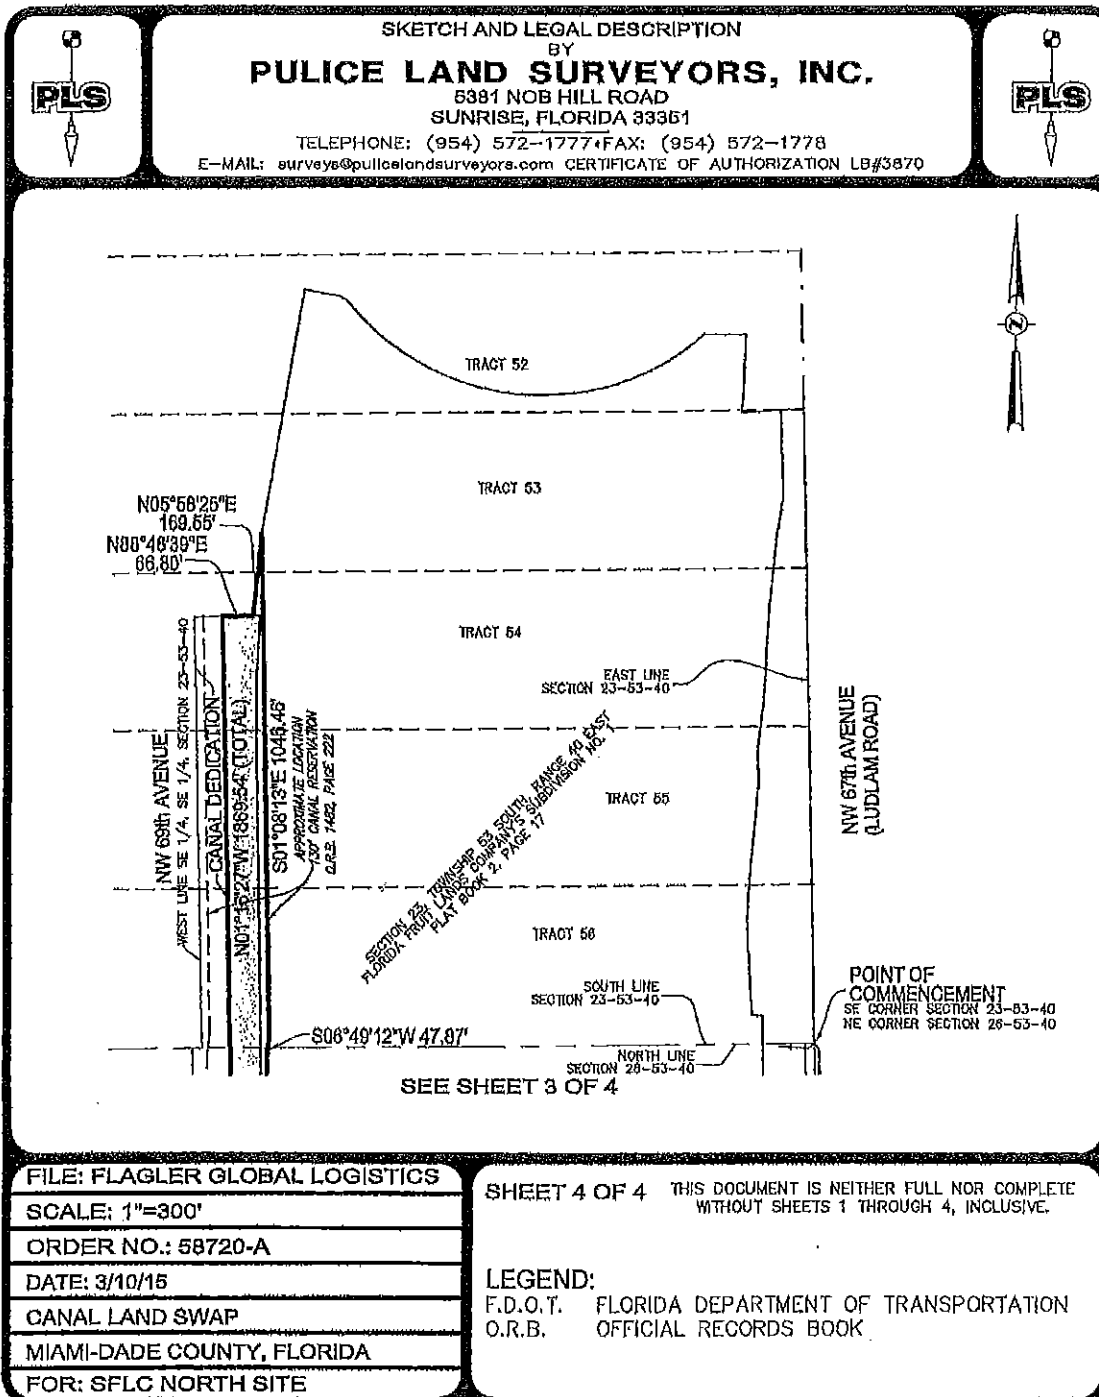 SKETCH AND LEGAL DESCRIPTION
BY
PULICE LAND SURVEYORS, INC.
5381 NOB HILL ROAD
SUNRISE, FLORIDA 33351
TELEPHONE: (954) 572-1777 FAX: (954) 572-1778
E-MAIL: surveys@pulicelandsurveyors.com CERTIFICATE OF AUTHORIZATION LB#3870
PLS
PLS
Z
TRACT 52
TRACT 53
N05°58'25"E
169.55'
N88°46'39"E
66.80'
TRACT 54
EAST LINE
SECTION 23-53-40
NW 69th AVENUE
WEST LINE SE 1/4, SE 1/4, SECTION 23-53-40
CANAL DEDICATION
N01°15'27"W 1869.54' (TOTAL)
S01°08'13"E 1046.46'
APPROXIMATE LOCATION
130' CANAL RESERVATION
O.R.B. 1482, PAGE 222
SECTION 23, TOWNSHIP 53 SOUTH, RANGE 40 EAST
FLORIDA FRUIT LANDS COMPANY'S SUBDIVISION NO. 1
PLAT BOOK 2, PAGE 17
TRACT 55
NW 67th AVENUE
(LUDLAM ROAD)
TRACT 56
SOUTH LINE
SECTION 23-53-40
POINT OF
COMMENCEMENT
SE CORNER SECTION 23-53-40
NE CORNER SECTION 26-53-40
S06°49'12"W 47.87'
NORTH LINE
SECTION 26-53-40
SEE SHEET 3 OF 4
FILE: FLAGLER GLOBAL LOGISTICS
SCALE: 1"=300'
ORDER NO.: 58720-A
DATE: 3/10/15
CANAL LAND SWAP
MIAMI-DADE COUNTY, FLORIDA
FOR: SFLC NORTH SITE
SHEET 4 OF 4
THIS DOCUMENT IS NEITHER FULL NOR COMPLETE
WITHOUT SHEETS 1 THROUGH 4, INCLUSIVE.
LEGEND:
F.D.O.T. FLORIDA DEPARTMENT OF TRANSPORTATION
O.R.B. OFFICIAL RECORDS BOOK